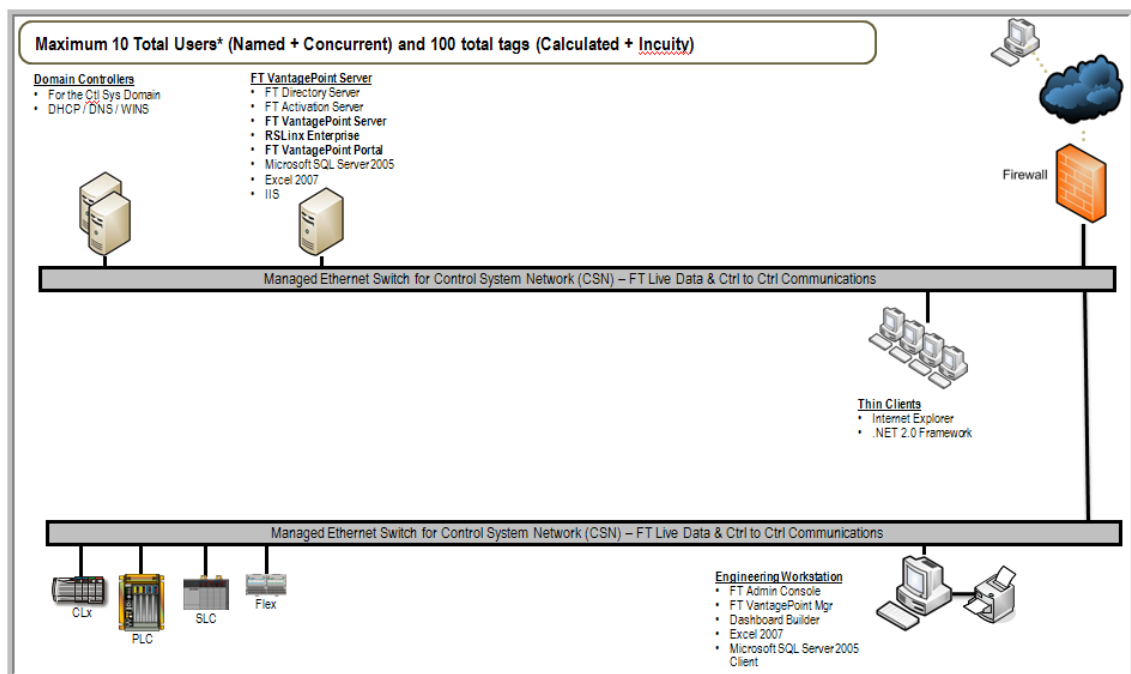 Maximum 10 Total Users* (Named + Concurrent) and 100 total tags (Calculated + Incuity)
Domain Controllers
• For the Ctl Sys Domain
• DHCP / DNS / WINS
FT VantagePoint Server
• FT Directory Server
• FT Activation Server
• FT VantagePoint Server
• RSLinx Enterprise
• FT VantagePoint Portal
• Microsoft SQL Server 2005
• Excel 2007
• IIS
Firewall
Managed Ethernet Switch for Control System Network (CSN) – FT Live Data & Ctrl to Ctrl Communications
Thin Clients
• Internet Explorer
• .NET 2.0 Framework
Managed Ethernet Switch for Control System Network (CSN) – FT Live Data & Ctrl to Ctrl Communications
CLx
PLC
SLC
Flex
Engineering Workstation
• FT Admin Console
• FT VantagePoint Mgr
• Dashboard Builder
• Excel 2007
• Microsoft SQL Server 2005
Client